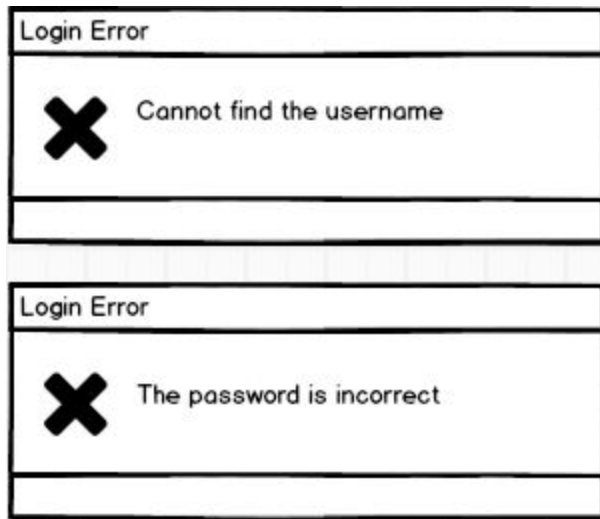 Login Error
Cannot find the username
Login Error
The password is incorrect